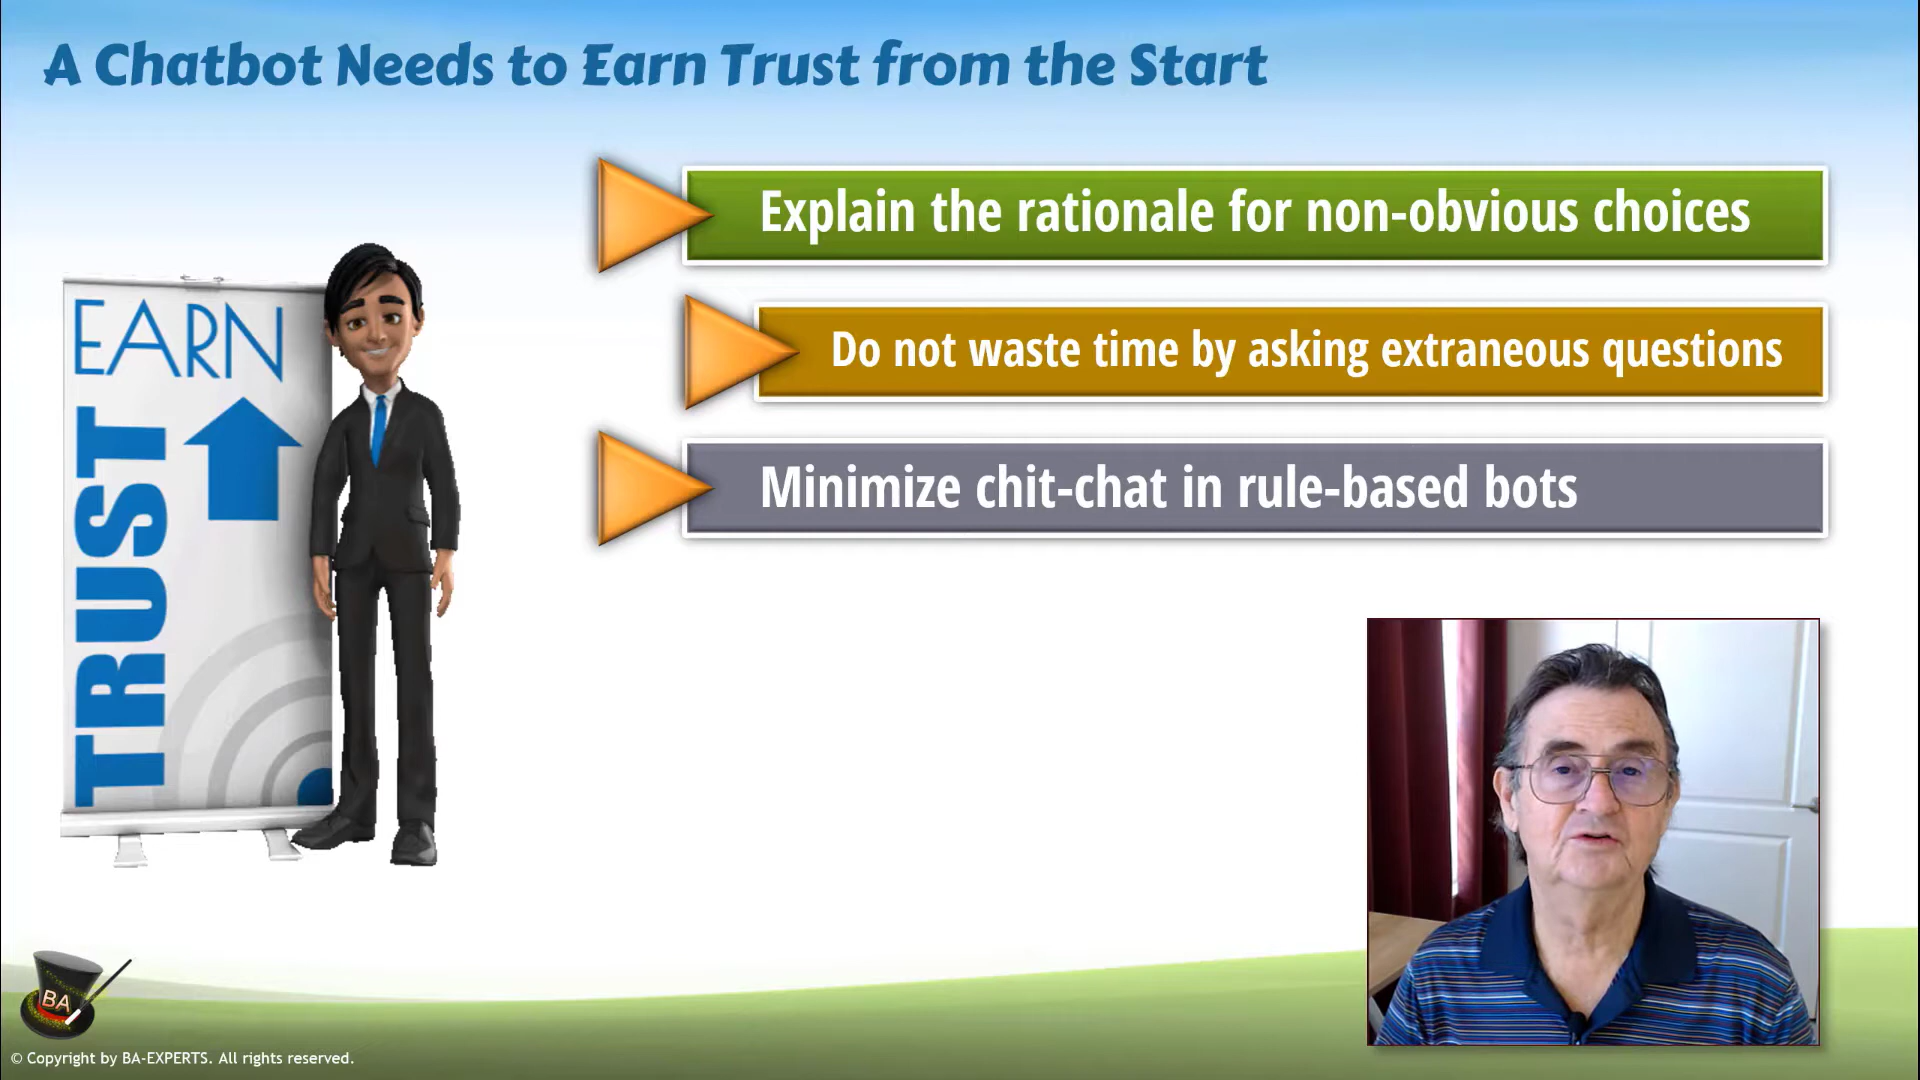 A Chatbot Needs to Earn Trust from the Start
Explain the rationale for non-obvious choices
Do not waste time by asking extraneous questions
Minimize chit-chat in rule-based bots
EARN
TRUST
BA
© Copyright by BA-EXPERTS. All rights reserved.